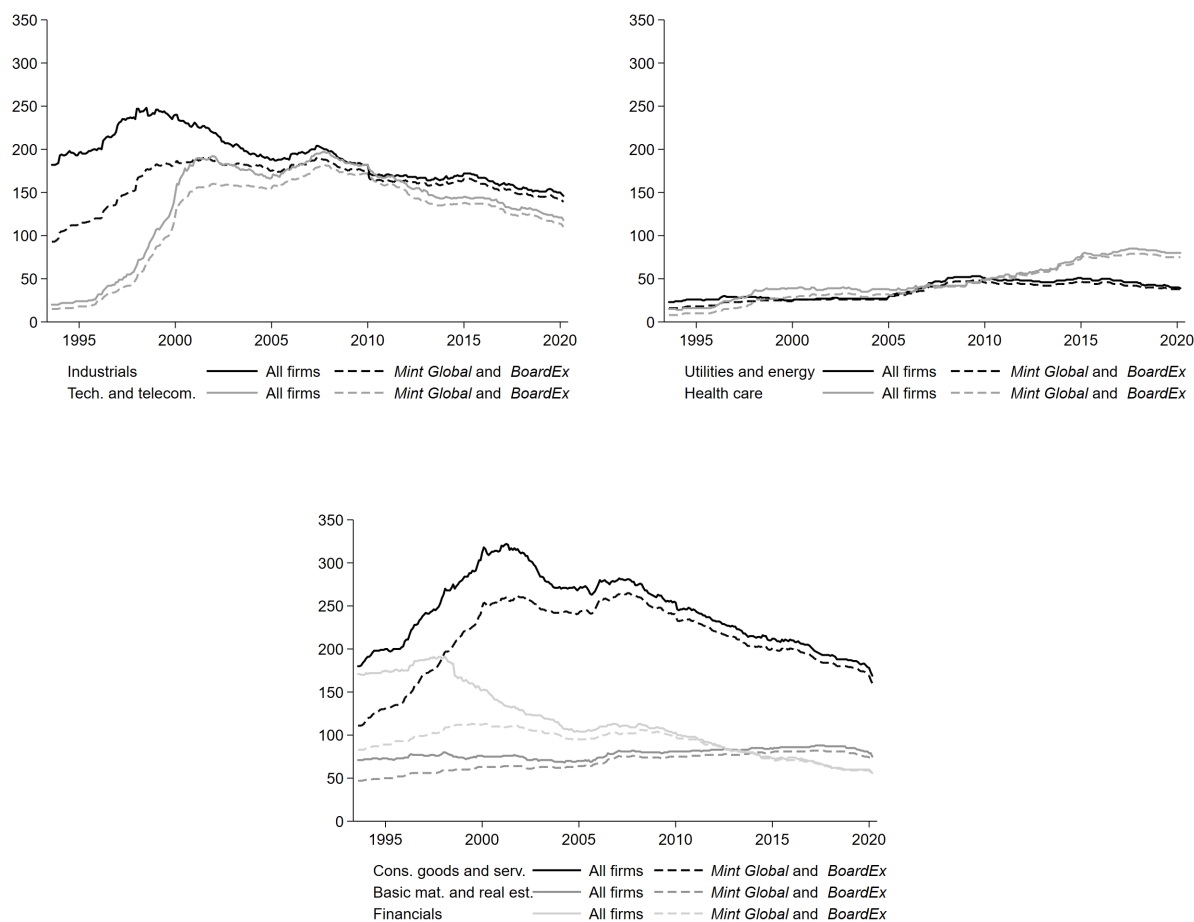 350
300
250
200
150
100
50
0
1995 2000 2005 2010 2015 2020
Industrials All firms Mint Global and BoardEx
Tech. and telecom. All firms Mint Global and BoardEx
350
300
250
200
150
100
50
0
1995 2000 2005 2010 2015 2020
Utilities and energy All firms Mint Global and BoardEx
Health care All firms Mint Global and BoardEx
350
300
250
200
150
100
50
0
1995 2000 2005 2010 2015 2020
Cons. goods and serv. All firms Mint Global and BoardEx
Basic mat. and real est. All firms Mint Global and BoardEx
Financials All firms Mint Global and BoardEx